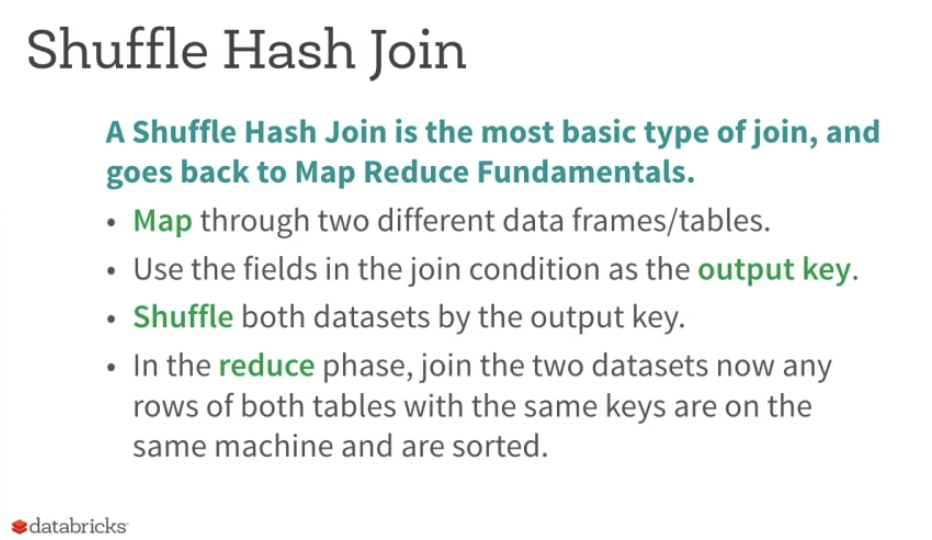 Shuffle Hash Join
A Shuffle Hash Join is the most basic type of join, and
goes back to Map Reduce Fundamentals.
• Map through two different data frames/tables.
• Use the fields in the join condition as the output key.
• Shuffle both datasets by the output key.
• In the reduce phase, join the two datasets now any
rows of both tables with the same keys are on the
same machine and are sorted.
databricks